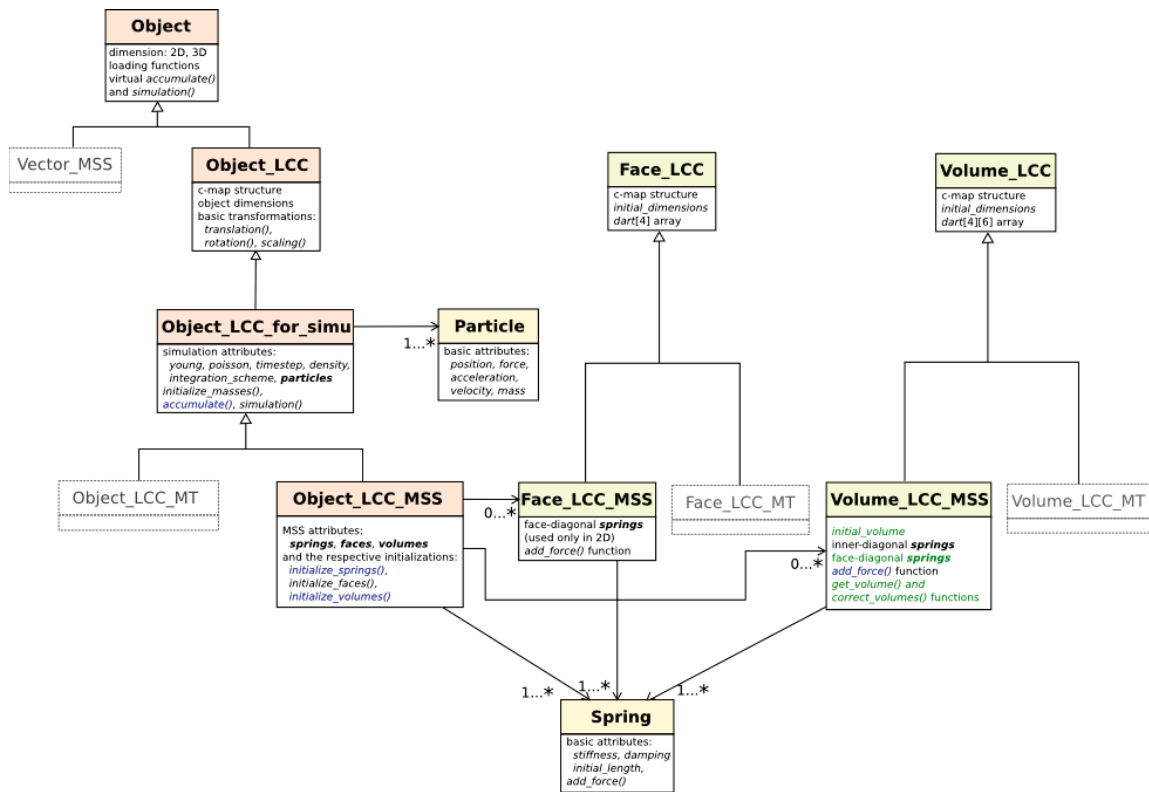 Object
dimension: 2D, 3D
loading functions
virtual accumulate()
and simulation()
Vector_MSS
Object_LCC
c-map structure
object dimensions
basic transformations:
translation(),
rotation(), scaling()
Face_LCC
c-map structure
initial_dimensions
dart[4] array
Volume_LCC
c-map structure
initial_dimensions
dart[4][6] array
Object_LCC_for_simu
simulation attributes:
young, poisson, timestep, density,
integration_scheme, particles
initialize_masses(),
accumulate(), simulation()
1...*
Particle
basic attributes:
position, force,
acceleration,
velocity, mass
Object_LCC_MT
Object_LCC_MSS
MSS attributes:
springs, faces, volumes
and the respective initializations:
initialize_springs(),
initialize_faces(),
initialize_volumes()
0...*
Face_LCC_MSS
face-diagonal springs
(used only in 2D)
add_force() function
Face_LCC_MT
0...*
Volume_LCC_MSS
initial_volume
inner-diagonal springs
face-diagonal springs
add_force() function
get_volume() and
correct_volumes() functions
Volume_LCC_MT
1...*
1...*
1...*
Spring
basic attributes:
stiffness, damping
initial_length,
add_force()